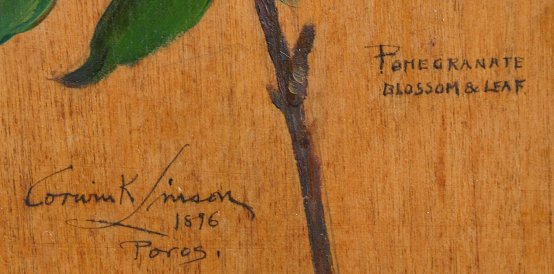 POMEGRANATE
BLOSSOM & LEAF
Corwin K Linson
1896
Poros.